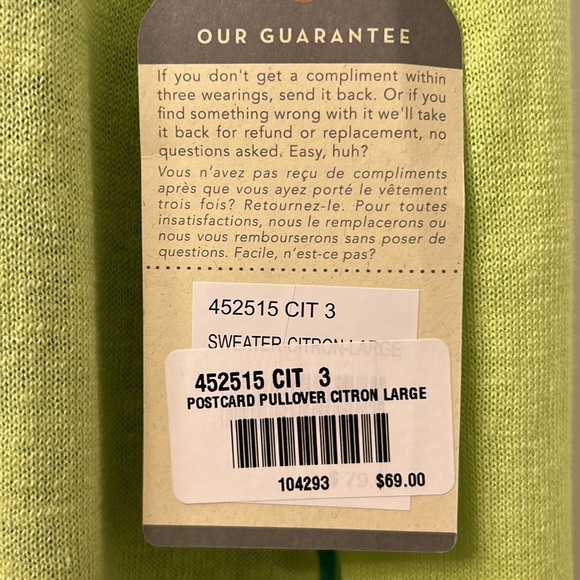 OUR GUARANTEE
If you don't get a compliment within
three wearings, send it back. Or if you
find something wrong with it we'll take
it back for refund or replacement, no
questions asked. Easy, huh?
Vous n'avez pas reçu de compliments
après que vous ayez porté le vêtement
trois fois? Retournez-le. Pour toutes
insatisfactions, nous le remplacerons ou
nous vous rembourserons sans poser de
questions. Facile, n'est-ce pas?
452515 CIT 3
SWEATER CITRON-LARGE
452515 CIT 3
POSTCARD PULLOVER CITRON LARGE
104293 $69.00